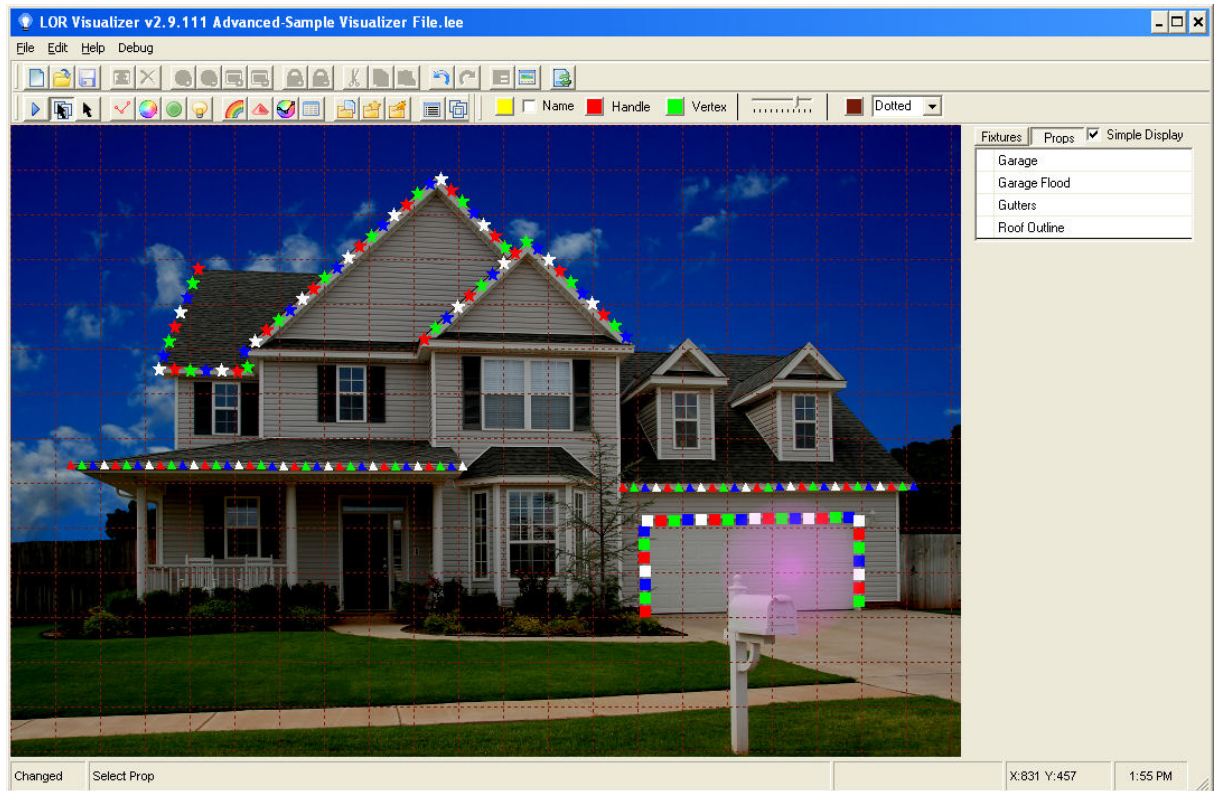 LOR Visualizer v2.9.111 Advanced-Sample Visualizer File.lee
File Edit Help Debug
Name Handle Vertex Dotted
Fixtures Props Simple Display
Garage
Garage Flood
Gutters
Roof Outline
Changed Select Prop X:831 Y:457 1:55 PM